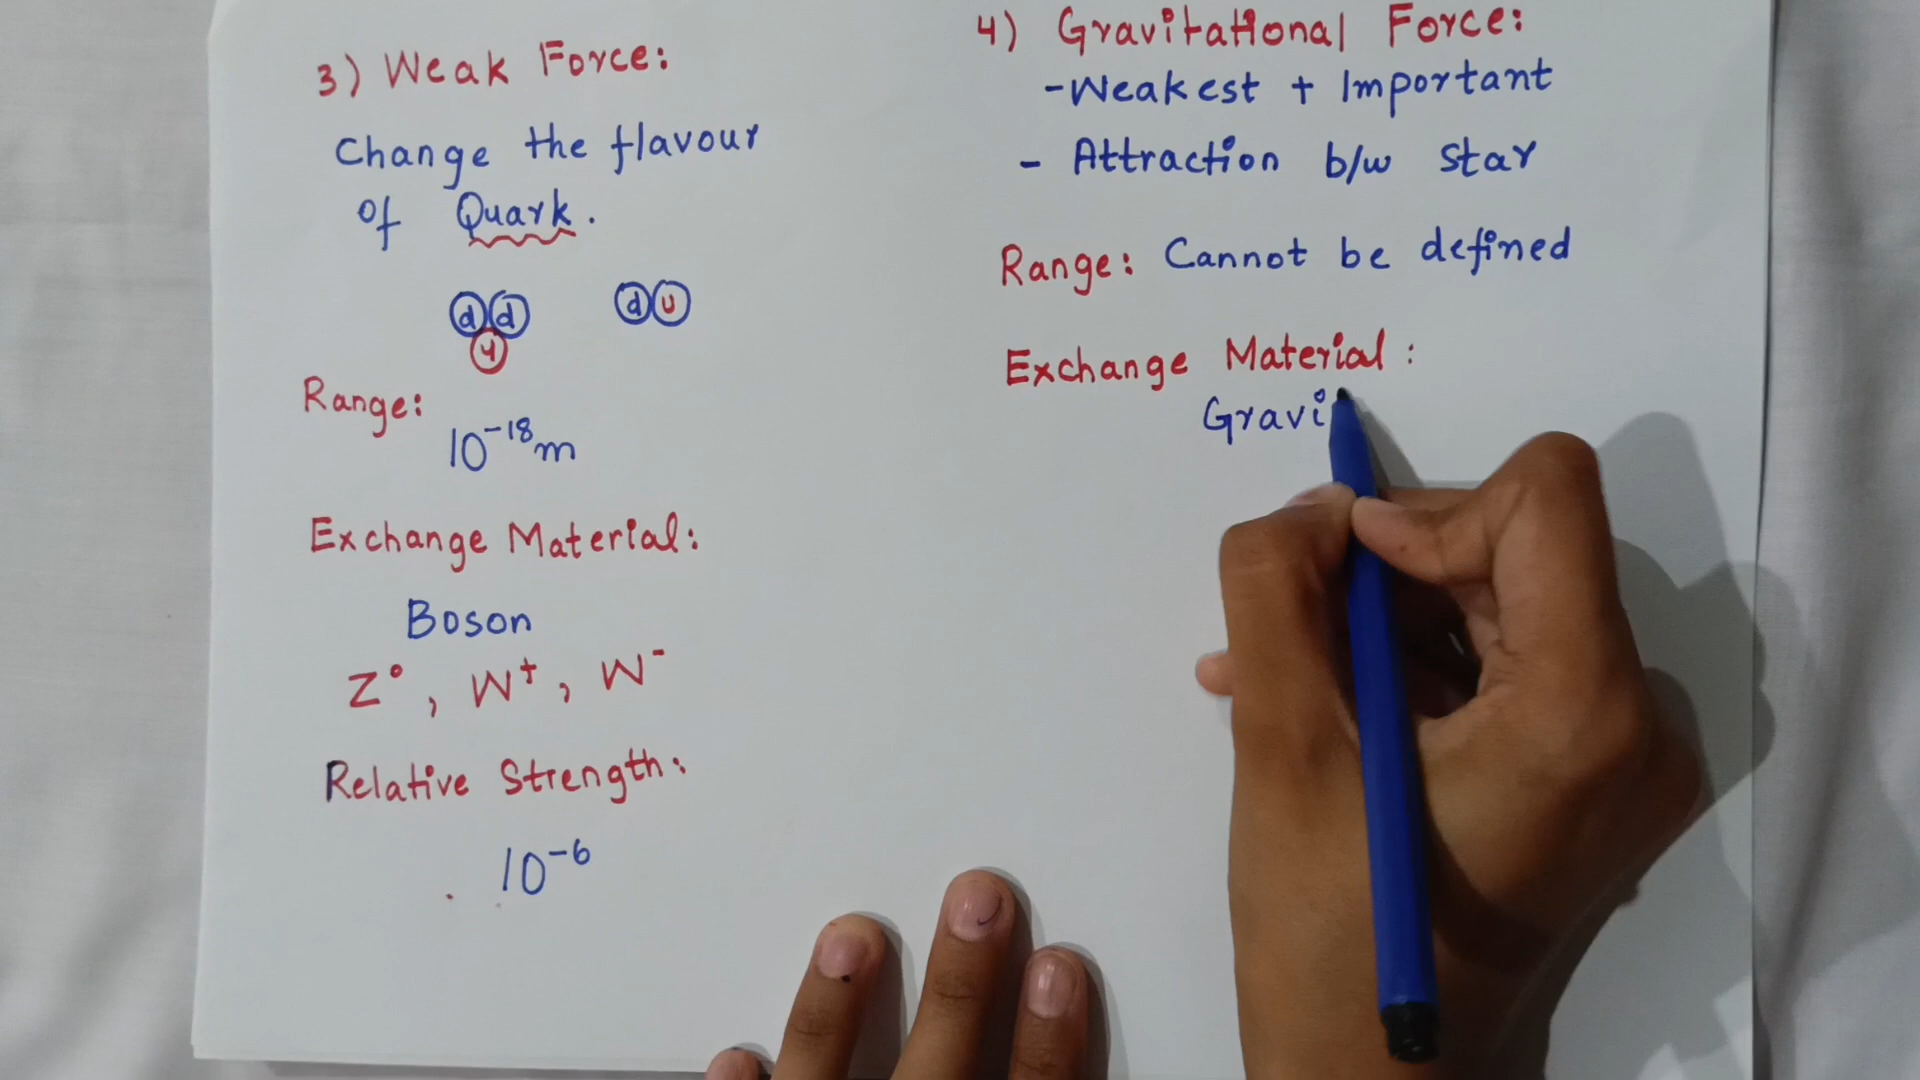 3) Weak Force:
Change the flavour
of Quark.
d d d u
u
Range:
10⁻¹⁸m
Exchange Material:
Boson
Z°, W⁺, W⁻
Relative Strength:
10⁻⁶
4) Gravitational Force:
-Weakest + Important
- Attraction b/w star
Range: Cannot be defined
Exchange Material:
Gravi